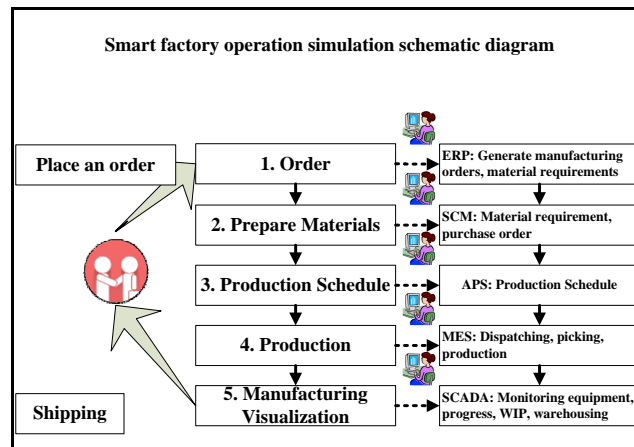 Smart factory operation simulation schematic diagram
Place an order
1. Order
ERP: Generate manufacturing
orders, material requirements
2. Prepare Materials
SCM: Material requirement,
purchase order
3. Production Schedule
APS: Production Schedule
4. Production
MES: Dispatching, picking,
production
Shipping
5. Manufacturing
Visualization
SCADA: Monitoring equipment,
progress, WIP, warehousing